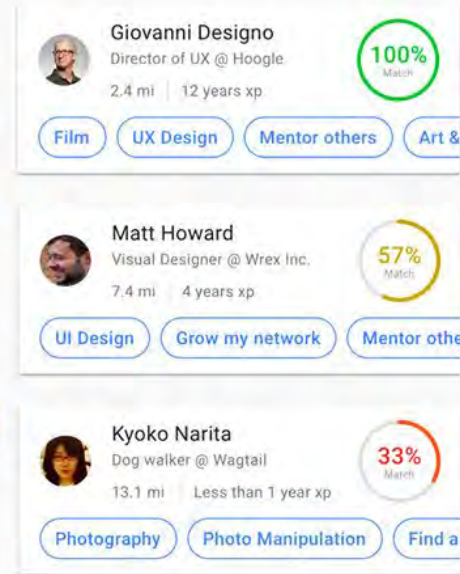 Giovanni Designo
Director of UX @ Hoogle
100%
Match
2.4 mi 12 years xp
Film UX Design Mentor others Art &
Matt Howard
Visual Designer @ Wrex Inc.
57%
Match
7.4 mi 4 years xp
UI Design Grow my network Mentor othe
Kyoko Narita
Dog walker @ Wagtail
33%
Match
13.1 mi Less than 1 year xp
Photography Photo Manipulation Find a